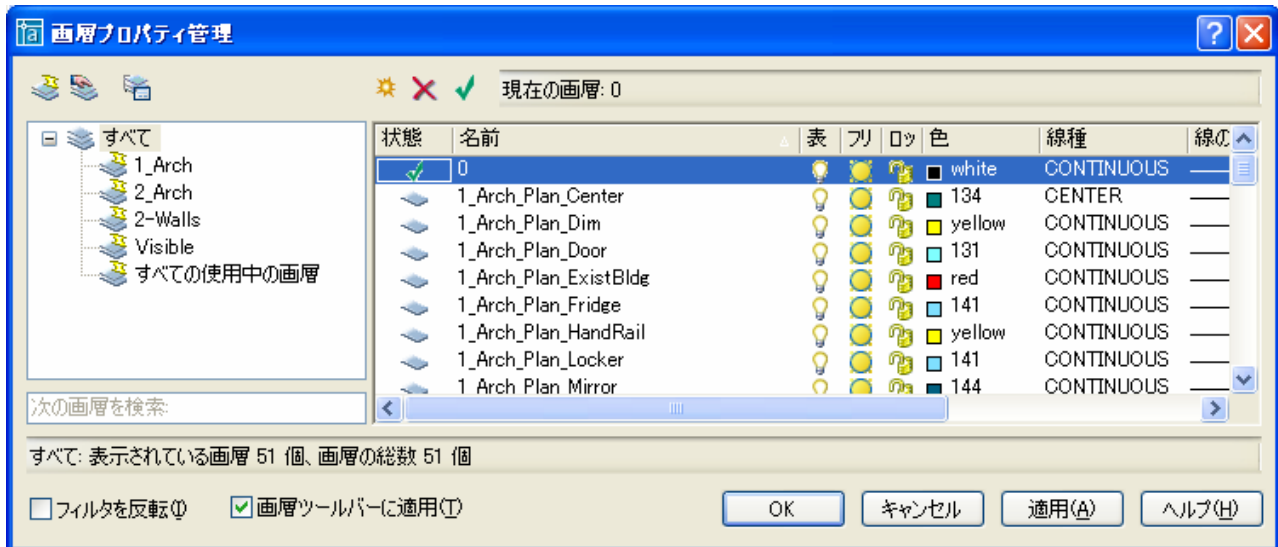 画層プロパティ管理
現在の画層: 0
すべて
1_Arch
2_Arch
2-Walls
Visible
すべての使用中の画層
次の画層を検索:
状態 名前 表 フリ ロッ 色 線種 線の
0 white CONTINUOUS
1_Arch_Plan_Center 134 CENTER
1_Arch_Plan_Dim yellow CONTINUOUS
1_Arch_Plan_Door 131 CONTINUOUS
1_Arch_Plan_ExistBldg red CONTINUOUS
1_Arch_Plan_Fridge 141 CONTINUOUS
1_Arch_Plan_HandRail yellow CONTINUOUS
1_Arch_Plan_Locker 141 CONTINUOUS
1_Arch_Plan_Mirror 144 CONTINUOUS
すべて: 表示されている画層 51 個、画層の総数 51 個
フィルタを反転(I) 画層ツールバーに適用(T) OK キャンセル 適用(A) ヘルプ(H)